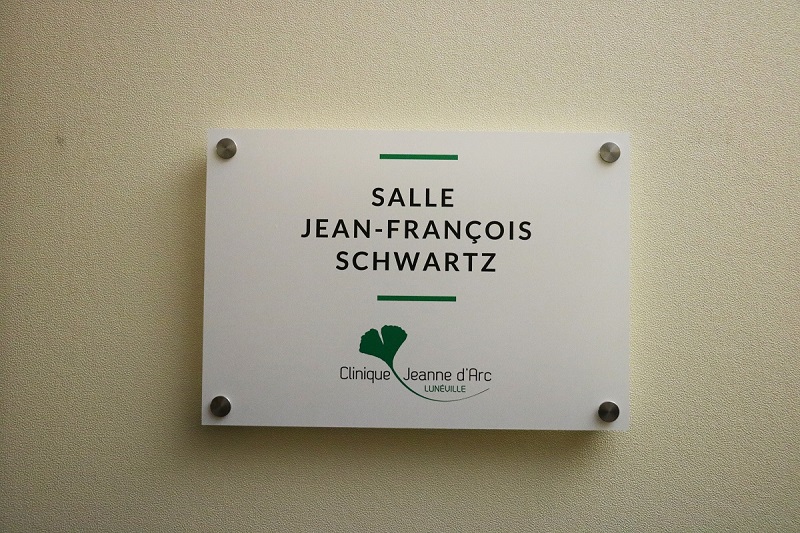 SALLE
JEAN-FRANÇOIS
SCHWARTZ
Clinique Jeanne d'Arc
LUNÉVILLE